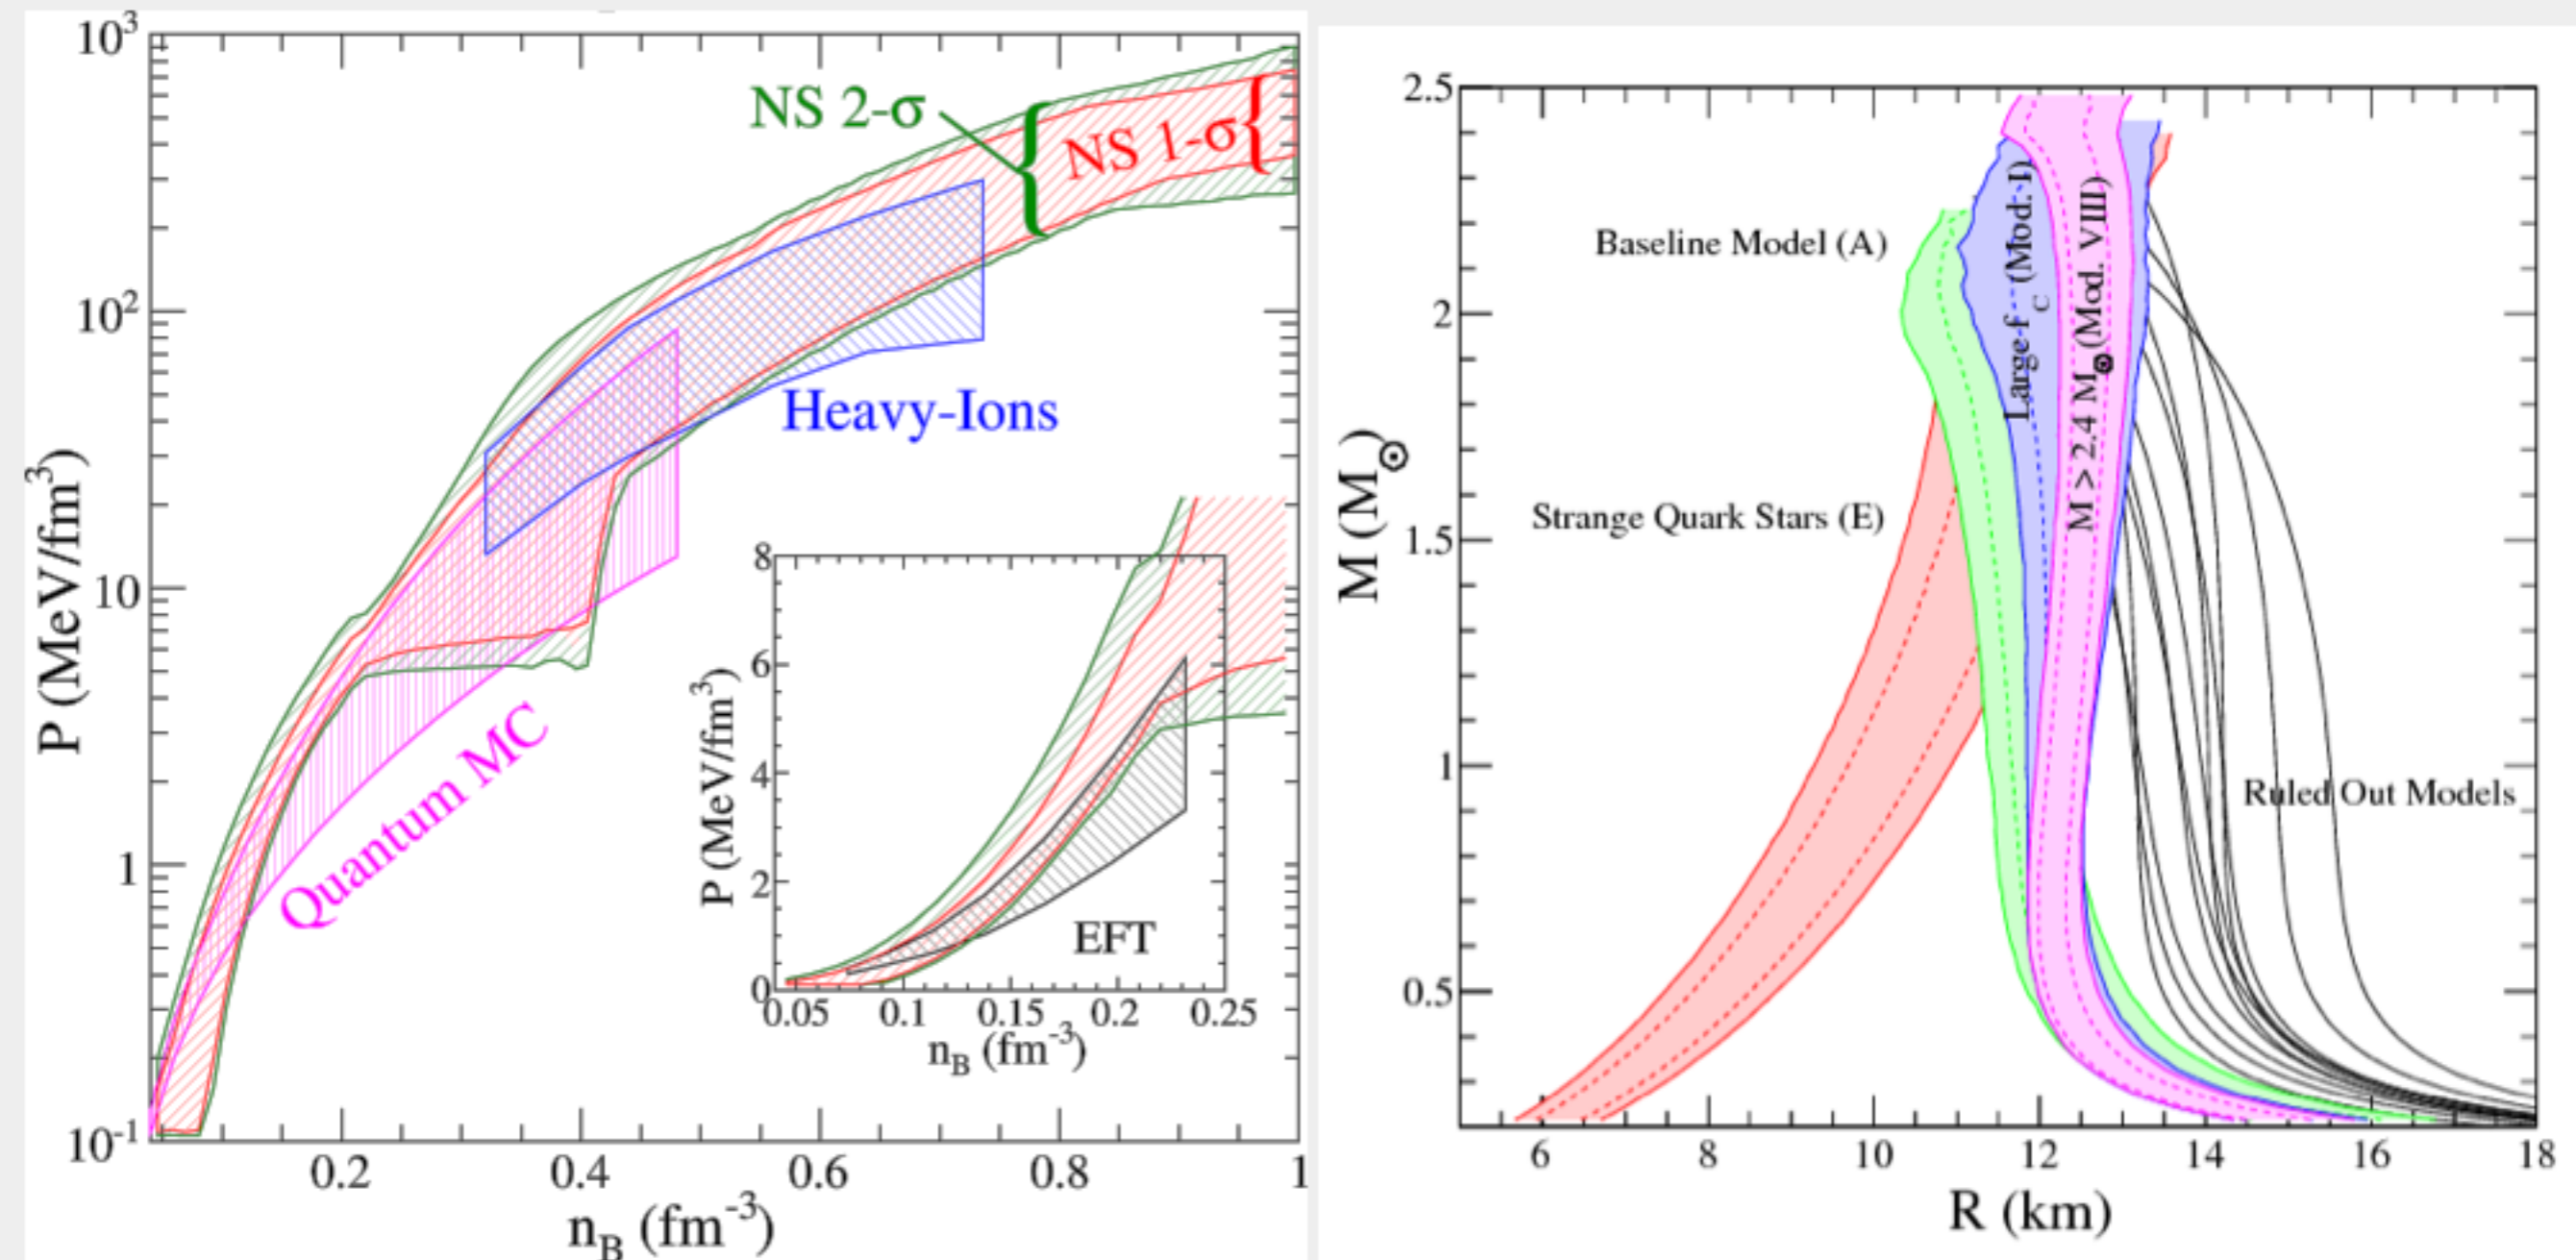 10³
10²
10
1
10⁻¹
P (MeV/fm³)
NS 2-σ
NS 1-σ
Heavy-Ions
Quantum MC
8
6
4
2
0
P (MeV/fm³)
EFT
0.05 0.1 0.15 0.2 0.25
n_B (fm⁻³)
0.2 0.4 0.6 0.8 1
n_B (fm⁻³)
2.5
2
1.5
1
0.5
M (M⊙)
Baseline Model (A)
Strange Quark Stars (E)
Large f_C (Mod. I)
M > 2.4 M⊙ (Mod. VIII)
Ruled Out Models
6 8 10 12 14 16 18
R (km)